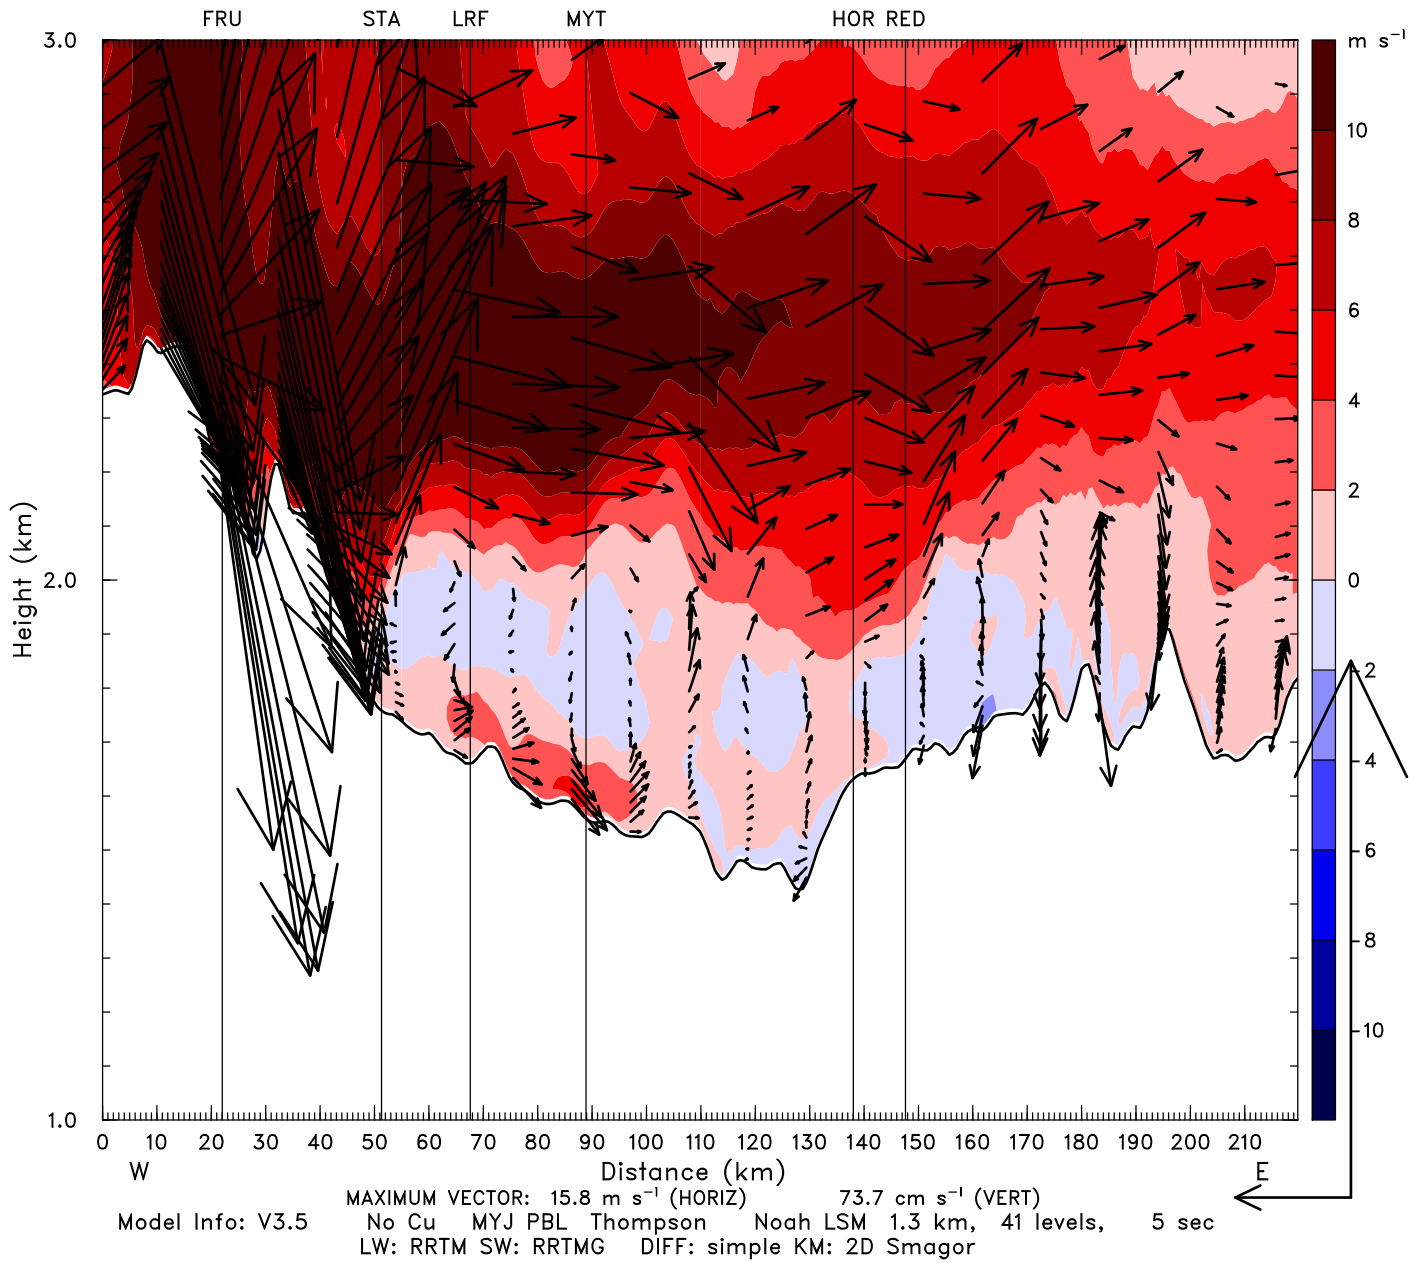 FRU STA LRF MYT HOR RED
3.0
m s⁻¹
10
8
6
4
2
0
-2
-4
-6
-8
-10
Height (km)
2.0
1.0
0 10 20 30 40 50 60 70 80 90 100 110 120 130 140 150 160 170 180 190 200 210
W Distance (km) E
MAXIMUM VECTOR: 15.8 m s⁻¹ (HORIZ) 73.7 cm s⁻¹ (VERT)
Model Info: V3.5 No Cu MYJ PBL Thompson Noah LSM 1.3 km, 41 levels, 5 sec
LW: RRTM SW: RRTMG DIFF: simple KM: 2D Smagor